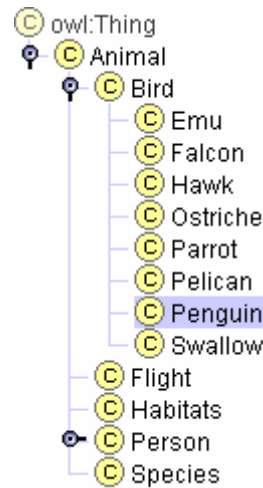 C owl:Thing
C Animal
C Bird
C Emu
C Falcon
C Hawk
C Ostriche
C Parrot
C Pelican
C Penguin
C Swallow
C Flight
C Habitats
C Person
C Species